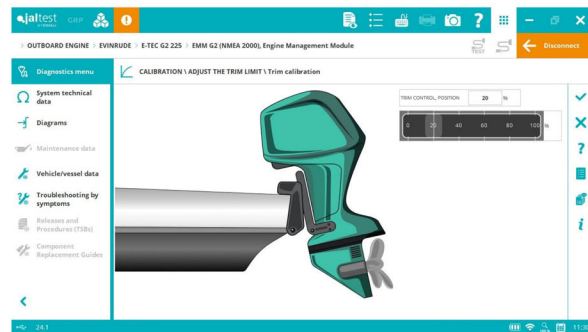 jaltest GRP
OUTBOARD ENGINE > EVINRUDE > E-TEC G2 225 > EMM G2 (NMEA 2000), Engine Management Module
TEST
Disconnect
Diagnostics menu
CALIBRATION \ ADJUST THE TRIM LIMIT \ Trim calibration
System technical
data
Diagrams
Maintenance data
Vehicle/vessel data
Troubleshooting by
symptoms
Releases and
Procedures (TSBs)
Component
Replacement Guides
TRIM CONTROL, POSITION 20 %
0 20 40 60 80 100 %
24.1